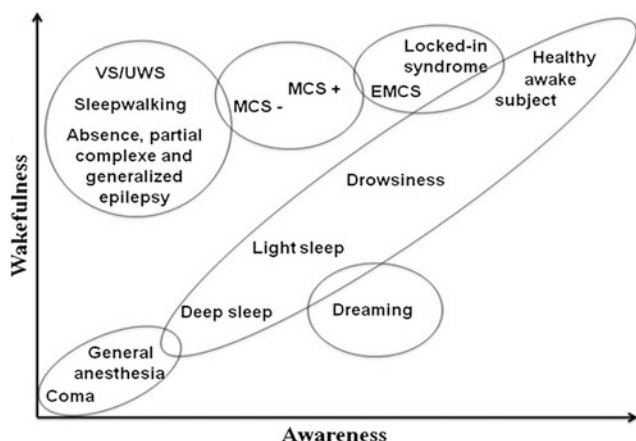 Wakefulness
VS/UWS
Sleepwalking
Absence, partial
complexe and
generalized
epilepsy
MCS -
MCS +
Locked-in
syndrome
EMCS
Healthy
awake
subject
Drowsiness
Light sleep
Deep sleep
Dreaming
General
anesthesia
Coma
Awareness